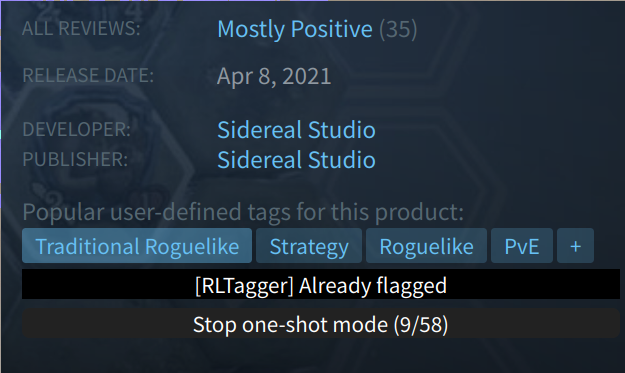 ALL REVIEWS: Mostly Positive (35)
RELEASE DATE: Apr 8, 2021
DEVELOPER: Sidereal Studio
PUBLISHER: Sidereal Studio
Popular user-defined tags for this product:
Traditional Roguelike Strategy Roguelike PvE +
[RLTagger] Already flagged
Stop one-shot mode (9/58)